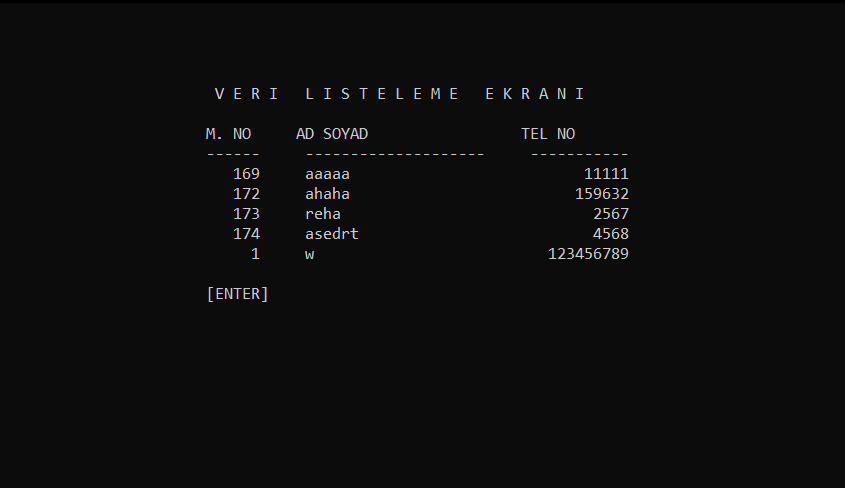 V E R I   L I S T E L E M E   E K R A N I
M. NO     AD SOYAD                 TEL NO
------     --------------------     -----------
169     aaaaa                          11111
172     ahaha                         159632
173     reha                            2567
174     asedrt                          4568
1     w                          123456789
[ENTER]